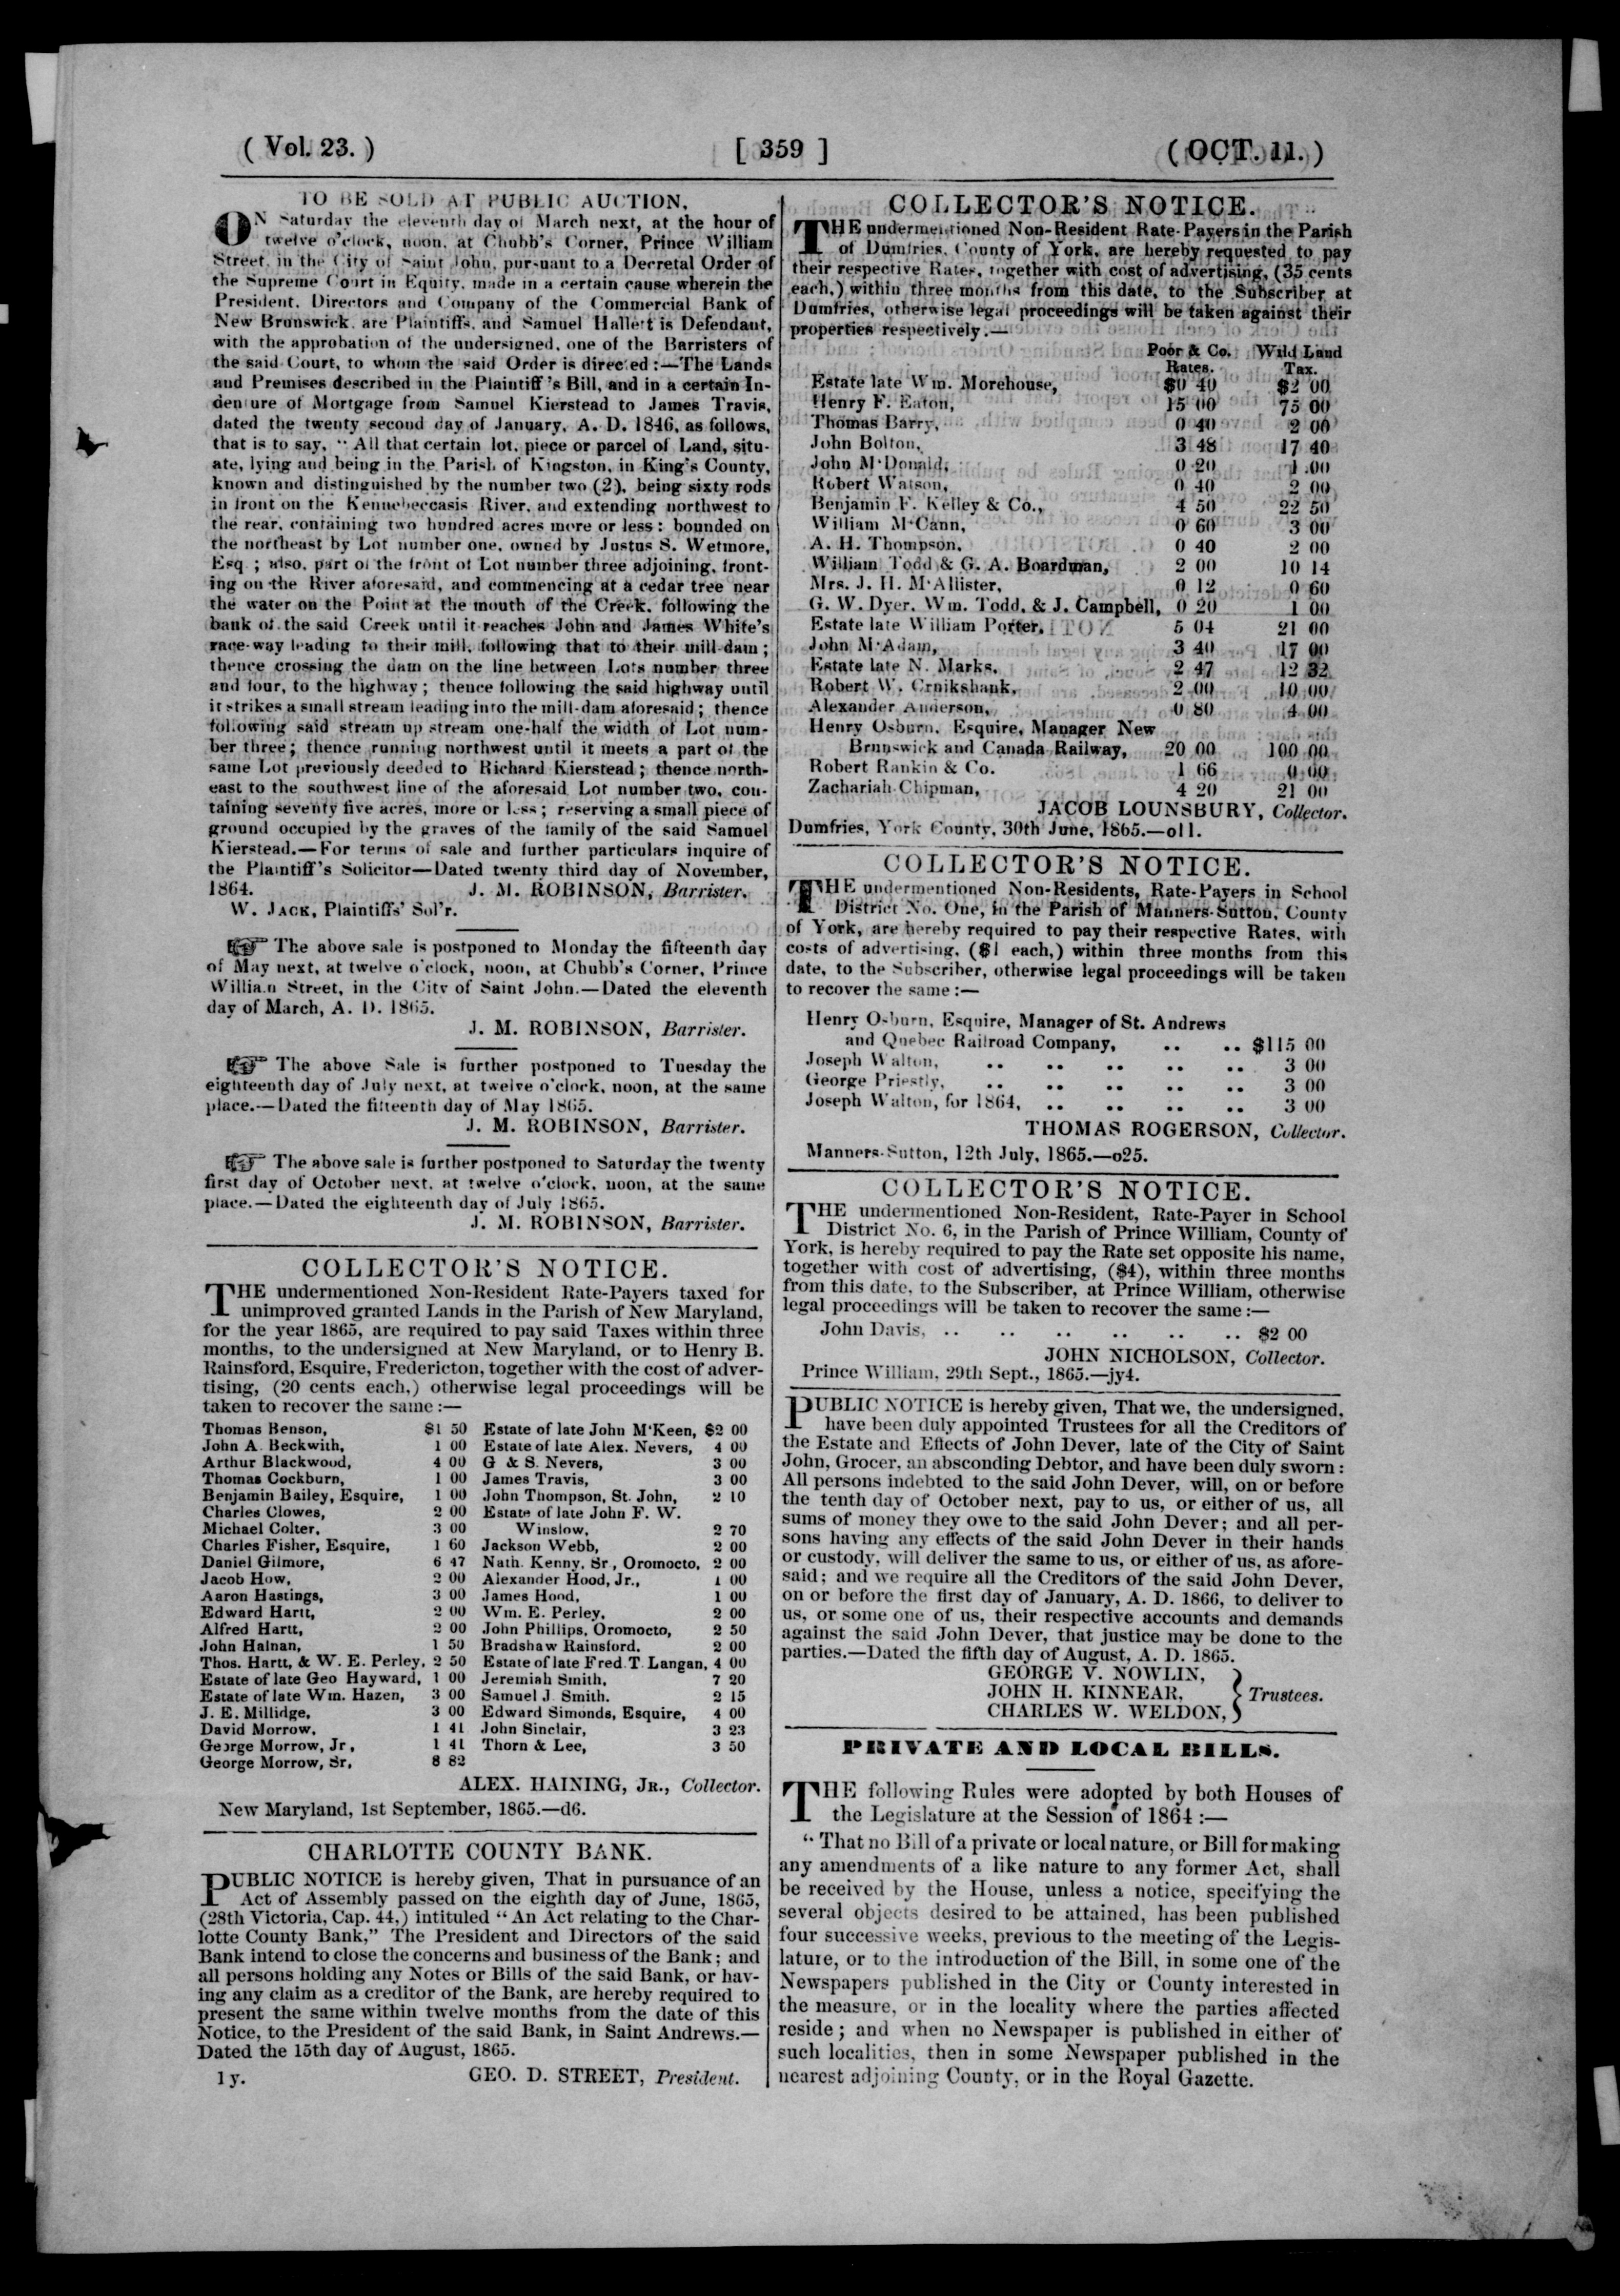 ( Vol. 23. )
[ 359 ]
( OCT. 11. )
TO BE SOLD AT PUBLIC AUCTION,
ON Saturday the eleventh day of March next, at the hour of
twelve o'clock, noon, at Chubb's Corner, Prince William
Street, in the City of Saint John, pursuant to a Decretal Order of
the Supreme Court in Equity, made in a certain cause wherein the
President, Directors and Company of the Commercial Bank of
New Brunswick, are Plaintiffs, and Samuel Hallett is Defendant,
with the approbation of the undersigned, one of the Barristers of
the said Court, to whom the said Order is directed :—The Lands
and Premises described in the Plaintiff's Bill, and in a certain In-
denture of Mortgage from Samuel Kierstead to James Travis,
dated the twenty second day of January, A. D. 1846, as follows,
that is to say, " All that certain lot, piece or parcel of Land, situ-
ate, lying and being in the Parish of Kingston, in King's County,
known and distinguished by the number two (2), being sixty rods
in front on the Kennebeccasis River, and extending northwest to
the rear, containing two hundred acres more or less : bounded on
the northeast by Lot number one, owned by Justus S. Wetmore,
Esq ; also, part of the front of Lot number three adjoining, front-
ing on the River aforesaid, and commencing at a cedar tree near
the water on the Point at the mouth of the Creek, following the
bank of the said Creek until it reaches John and James White's
race-way leading to their mill, following that to their mill-dam ;
thence crossing the dam on the line between Lots number three
and four, to the highway ; thence following the said highway until
it strikes a small stream leading into the mill-dam aforesaid ; thence
following said stream up stream one-half the width of Lot num-
ber three ; thence running northwest until it meets a part of the
same Lot previously deeded to Richard Kierstead ; thence north-
east to the southwest line of the aforesaid Lot number two, con-
taining seventy five acres, more or less ; reserving a small piece of
ground occupied by the graves of the family of the said Samuel
Kierstead.—For terms of sale and further particulars inquire of
the Plaintiff's Solicitor—Dated twenty third day of November,
1864. J. M. ROBINSON, Barrister.
W. JACK, Plaintiffs' Sol'r.
☞ The above sale is postponed to Monday the fifteenth day
of May next, at twelve o'clock, noon, at Chubb's Corner, Prince
William Street, in the City of Saint John.—Dated the eleventh
day of March, A. D. 1865.
J. M. ROBINSON, Barrister.
☞ The above Sale is further postponed to Tuesday the
eighteenth day of July next, at twelve o'clock, noon, at the same
place.—Dated the fifteenth day of May 1865.
J. M. ROBINSON, Barrister.
☞ The above sale is further postponed to Saturday the twenty
first day of October next, at twelve o'clock, noon, at the same
place.—Dated the eighteenth day of July 1865.
J. M. ROBINSON, Barrister.
COLLECTOR'S NOTICE.
THE undermentioned Non-Resident Rate-Payers taxed for
unimproved granted Lands in the Parish of New Maryland,
for the year 1865, are required to pay said Taxes within three
months, to the undersigned at New Maryland, or to Henry B.
Rainsford, Esquire, Fredericton, together with the cost of adver-
tising, (20 cents each,) otherwise legal proceedings will be
taken to recover the same :—
Thomas Benson, $1 50 Estate of late John M'Keen, $2 00
John A. Beckwith, 1 00 Estate of late Alex. Nevers, 4 00
Arthur Blackwood, 4 00 G & S. Nevers, 3 00
Thomas Cockburn, 1 00 James Travis, 3 00
Benjamin Bailey, Esquire, 1 00 John Thompson, St. John, 2 10
Charles Clowes, 2 00 Estate of late John F. W.
Michael Colter, 3 00 Winslow, 2 70
Charles Fisher, Esquire, 1 60 Jackson Webb, 2 00
Daniel Gilmore, 6 47 Nath. Kenny, Sr , Oromocto, 2 00
Jacob How, 2 00 Alexander Hood, Jr., 1 00
Aaron Hastings, 3 00 James Hood, 1 00
Edward Hartt, 2 00 Wm. E. Perley, 2 00
Alfred Hartt, 2 00 John Phillips, Oromocto, 2 50
John Halnan, 1 50 Bradshaw Rainsford. 2 00
Thos. Hartt, & W. E. Perley, 2 50 Estate of late Fred. T. Langan, 4 00
Estate of late Geo Hayward, 1 00 Jeremiah Smith, 7 20
Estate of late Wm. Hazen, 3 00 Samuel J. Smith. 2 15
J. E. Millidge, 3 00 Edward Simonds, Esquire, 4 00
David Morrow, 1 41 John Sinclair, 3 23
George Morrow, Jr , 1 41 Thorn & Lee, 3 50
George Morrow, Sr, 8 82
ALEX. HAINING, JR., Collector.
New Maryland, 1st September, 1865.—d6.
CHARLOTTE COUNTY BANK.
PUBLIC NOTICE is hereby given, That in pursuance of an
Act of Assembly passed on the eighth day of June, 1865,
(28th Victoria, Cap. 44,) intituled " An Act relating to the Char-
lotte County Bank," The President and Directors of the said
Bank intend to close the concerns and business of the Bank ; and
all persons holding any Notes or Bills of the said Bank, or hav-
ing any claim as a creditor of the Bank, are hereby required to
present the same within twelve months from the date of this
Notice, to the President of the said Bank, in Saint Andrews.—
Dated the 15th day of August, 1865.
1y. GEO. D. STREET, President.
COLLECTOR'S NOTICE.
THE undermentioned Non-Resident Rate-Payers in the Parish
of Dumfries, County of York, are hereby requested to pay
their respective Rates, together with cost of advertising, (35 cents
each,) within three months from this date, to the Subscriber at
Dumfries, otherwise legal proceedings will be taken against their
properties respectively.—
Poor & Co. Wild Land
Rates. Tax.
Estate late Wm. Morehouse, $0 40 $2 00
Henry F. Eaton, 15 00 75 00
Thomas Barry, 0 40 2 00
John Bolton, 3 48 17 40
John M'Donald, 0 20 1 00
Robert Watson, 0 40 2 00
Benjamin F. Kelley & Co., 4 50 22 50
William M'Cann, 0 60 3 00
A. H. Thompson, 0 40 2 00
William Todd & G. A. Boardman, 2 00 10 14
Mrs. J. H. M'Allister, 0 12 0 60
G. W. Dyer, Wm. Todd, & J. Campbell, 0 20 1 00
Estate late William Porter, 5 04 21 00
John M'Adam, 3 40 17 00
Estate late N. Marks, 2 47 12 32
Robert W. Crnikshank, 2 00 10 00
Alexander Anderson, 0 80 4 00
Henry Osburn, Esquire, Manager New
Brunswick and Canada Railway, 20 00 100 00
Robert Rankin & Co. 1 66 0 00
Zachariah Chipman, 4 20 21 00
JACOB LOUNSBURY, Collector.
Dumfries, York County, 30th June, 1865.—o11.
COLLECTOR'S NOTICE.
THE undermentioned Non-Residents, Rate-Payers in School
District No. One, in the Parish of Manners-Sutton, County
of York, are hereby required to pay their respective Rates, with
costs of advertising, ($1 each,) within three months from this
date, to the Subscriber, otherwise legal proceedings will be taken
to recover the same :—
Henry Osburn, Esquire, Manager of St. Andrews
and Quebec Railroad Company, .. .. $115 00
Joseph Walton, .. .. .. .. .. 3 00
George Priestly, .. .. .. .. .. 3 00
Joseph Walton, for 1864, .. .. .. .. 3 00
THOMAS ROGERSON, Collector.
Manners-Sutton, 12th July, 1865.—o25.
COLLECTOR'S NOTICE.
THE undermentioned Non-Resident, Rate-Payer in School
District No. 6, in the Parish of Prince William, County of
York, is hereby required to pay the Rate set opposite his name,
together with cost of advertising, ($4), within three months
from this date, to the Subscriber, at Prince William, otherwise
legal proceedings will be taken to recover the same :—
John Davis, .. .. .. .. .. .. $2 00
JOHN NICHOLSON, Collector.
Prince William, 29th Sept., 1865.—jy4.
PUBLIC NOTICE is hereby given, That we, the undersigned,
have been duly appointed Trustees for all the Creditors of
the Estate and Effects of John Dever, late of the City of Saint
John, Grocer, an absconding Debtor, and have been duly sworn :
All persons indebted to the said John Dever, will, on or before
the tenth day of October next, pay to us, or either of us, all
sums of money they owe to the said John Dever ; and all per-
sons having any effects of the said John Dever in their hands
or custody, will deliver the same to us, or either of us, as afore-
said ; and we require all the Creditors of the said John Dever,
on or before the first day of January, A. D. 1866, to deliver to
us, or some one of us, their respective accounts and demands
against the said John Dever, that justice may be done to the
parties.—Dated the fifth day of August, A. D. 1865.
GEORGE V. NOWLIN,
JOHN H. KINNEAR, } Trustees.
CHARLES W. WELDON,
PRIVATE AND LOCAL BILLS.
THE following Rules were adopted by both Houses of
the Legislature at the Session of 1864 :—
" That no Bill of a private or local nature, or Bill for making
any amendments of a like nature to any former Act, shall
be received by the House, unless a notice, specifying the
several objects desired to be attained, has been published
four successive weeks, previous to the meeting of the Legis-
lature, or to the introduction of the Bill, in some one of the
Newspapers published in the City or County interested in
the measure, or in the locality where the parties affected
reside ; and when no Newspaper is published in either of
such localities, then in some Newspaper published in the
nearest adjoining County, or in the Royal Gazette.